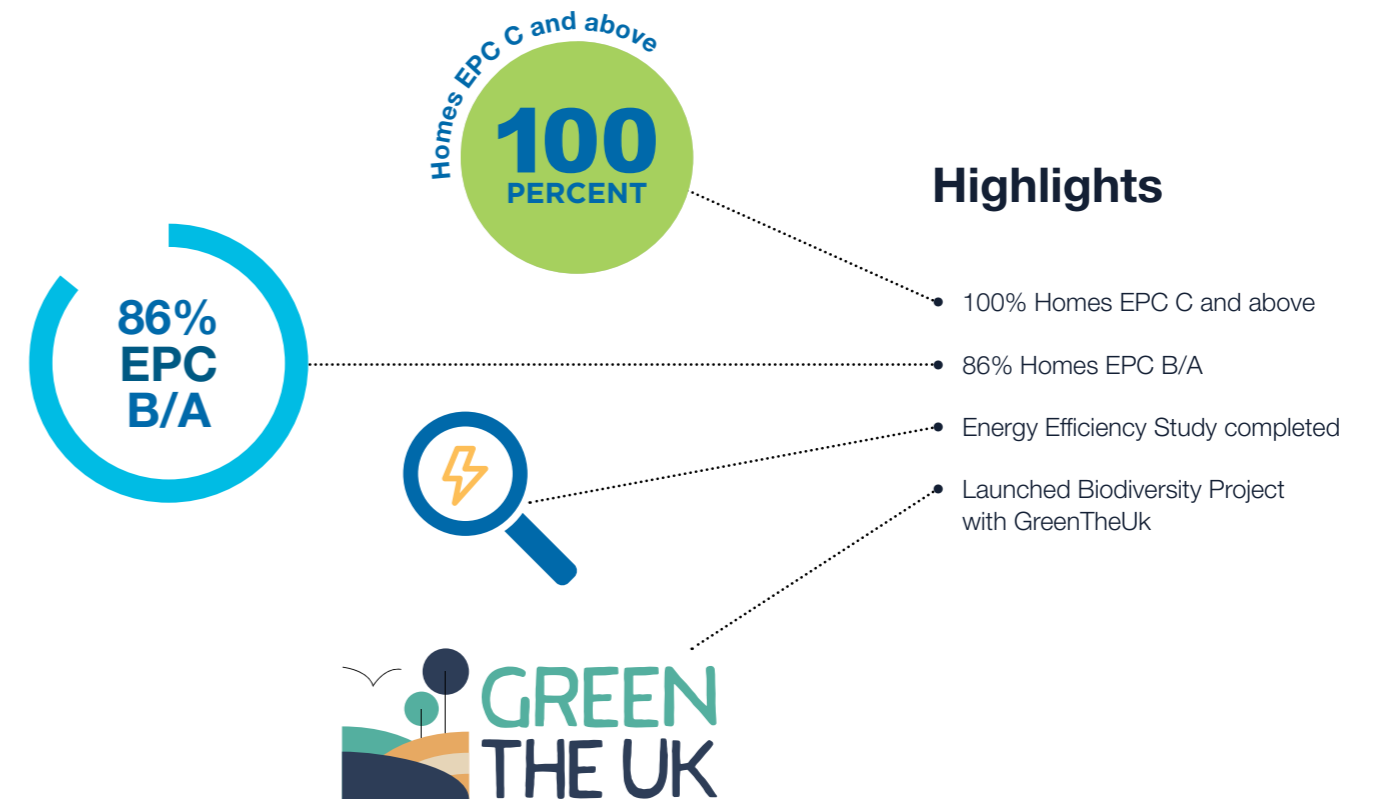 Homes EPC C and above
100
PERCENT
86%
EPC
B/A
GREEN
THE UK
Highlights
100% Homes EPC C and above
86% Homes EPC B/A
Energy Efficiency Study completed
Launched Biodiversity Project
with GreenTheUk